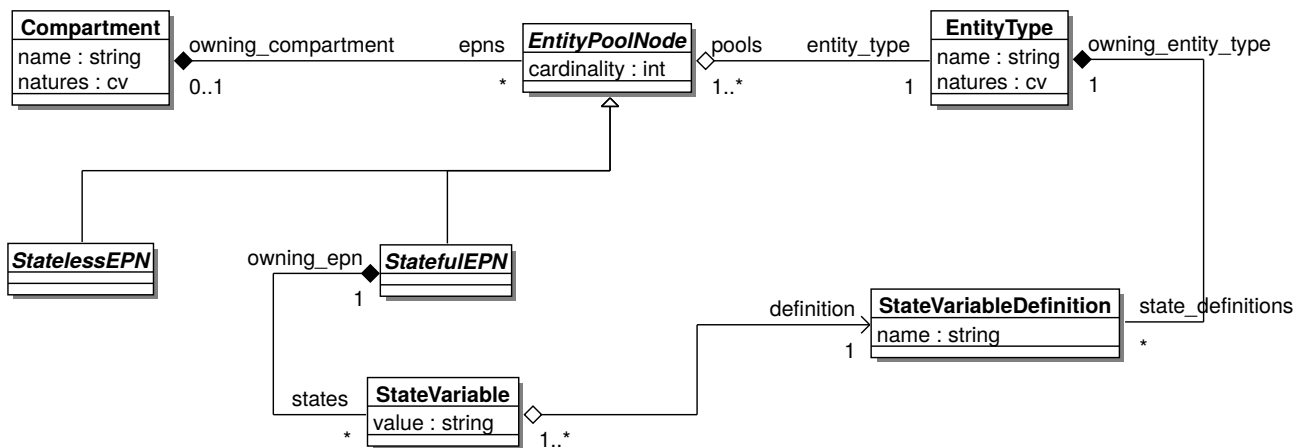 Compartment
name : string
natures : cv
owning_compartment
epns
0..1
*
EntityPoolNode
cardinality : int
pools
entity_type
1..*
1
EntityType
name : string
natures : cv
owning_entity_type
1
StatelessEPN
owning_epn
1
StatefulEPN
definition
1
StateVariableDefinition
name : string
state_definitions
*
states
*
StateVariable
value : string
1..*